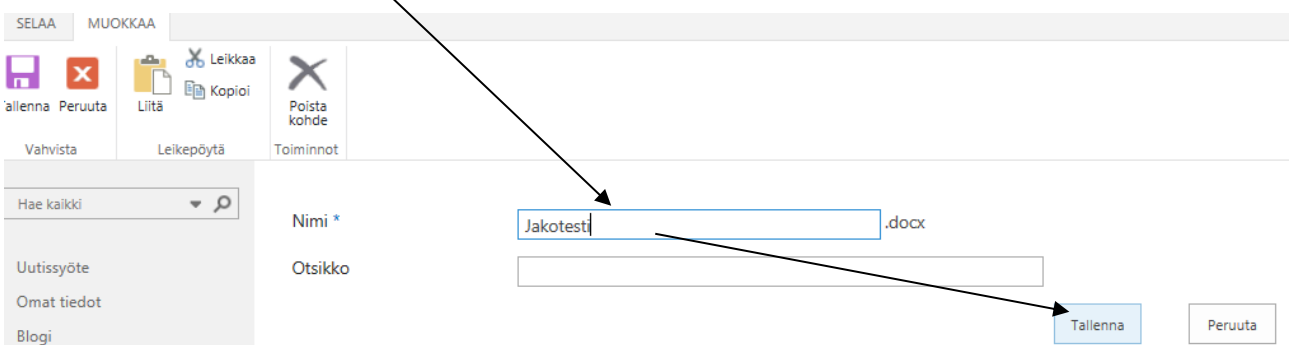 SELAA MUOKKAA
Leikkaa
Kopioi
allenna Peruuta Liitä Poista
kohde
Vahvista Leikepöytä Toiminnot
Hae kaikki
Nimi * Jakotesti .docx
Uutissyöte Otsikko
Omat tiedot
Tallenna Peruuta
Blogi